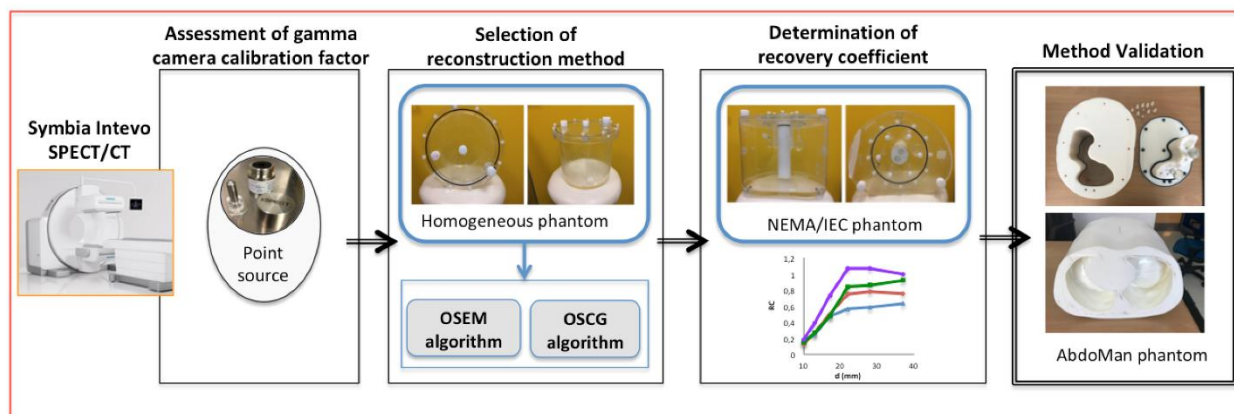 Assessment of gamma
camera calibration factor
Selection of
reconstruction method
Determination of
recovery coefficient
Method Validation
Symbia Intevo
SPECT/CT
Point
source
Homogeneous phantom
OSEM
algorithm
OSCG
algorithm
NEMA/IEC phantom
1,2
1
0,8
0,6
0,4
0,2
0
RC
10
20
30
40
d (mm)
AbdoMan phantom